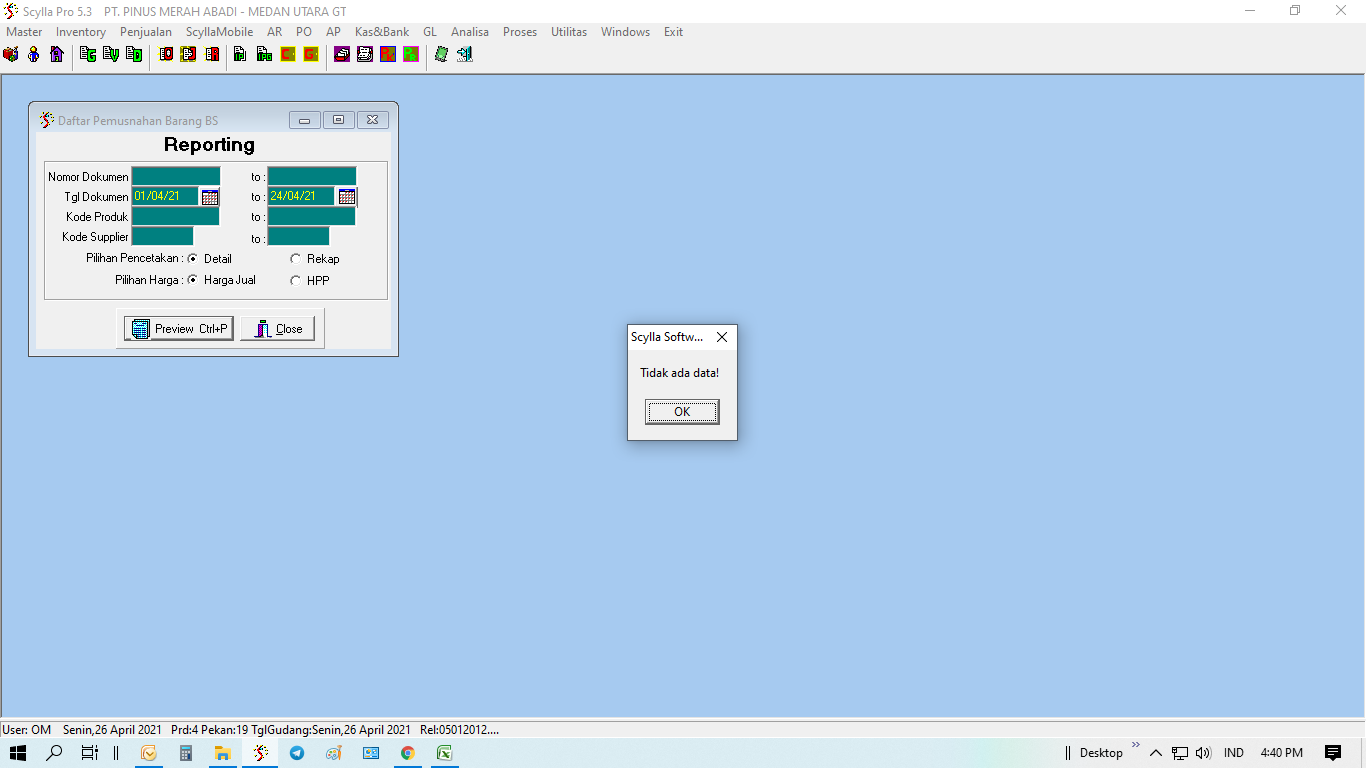 Scylla Pro 5.3 PT. PINUS MERAH ABADI - MEDAN UTARA GT
Master Inventory Penjualan ScyllaMobile AR PO AP Kas&Bank GL Analisa Proses Utilitas Windows Exit
Daftar Pemusnahan Barang BS
Reporting
Nomor Dokumen to :
Tgl Dokumen 01/04/21 to : 24/04/21
Kode Produk to :
Kode Supplier to :
Pilihan Pencetakan : Detail Rekap
Pilihan Harga : Harga Jual HPP
Preview Ctrl+P Close
Scylla Softw...
Tidak ada data!
OK
User: OM Senin,26 April 2021 Prd:4 Pekan:19 TglGudang:Senin,26 April 2021 Rel:05012012....
Desktop IND 4:40 PM